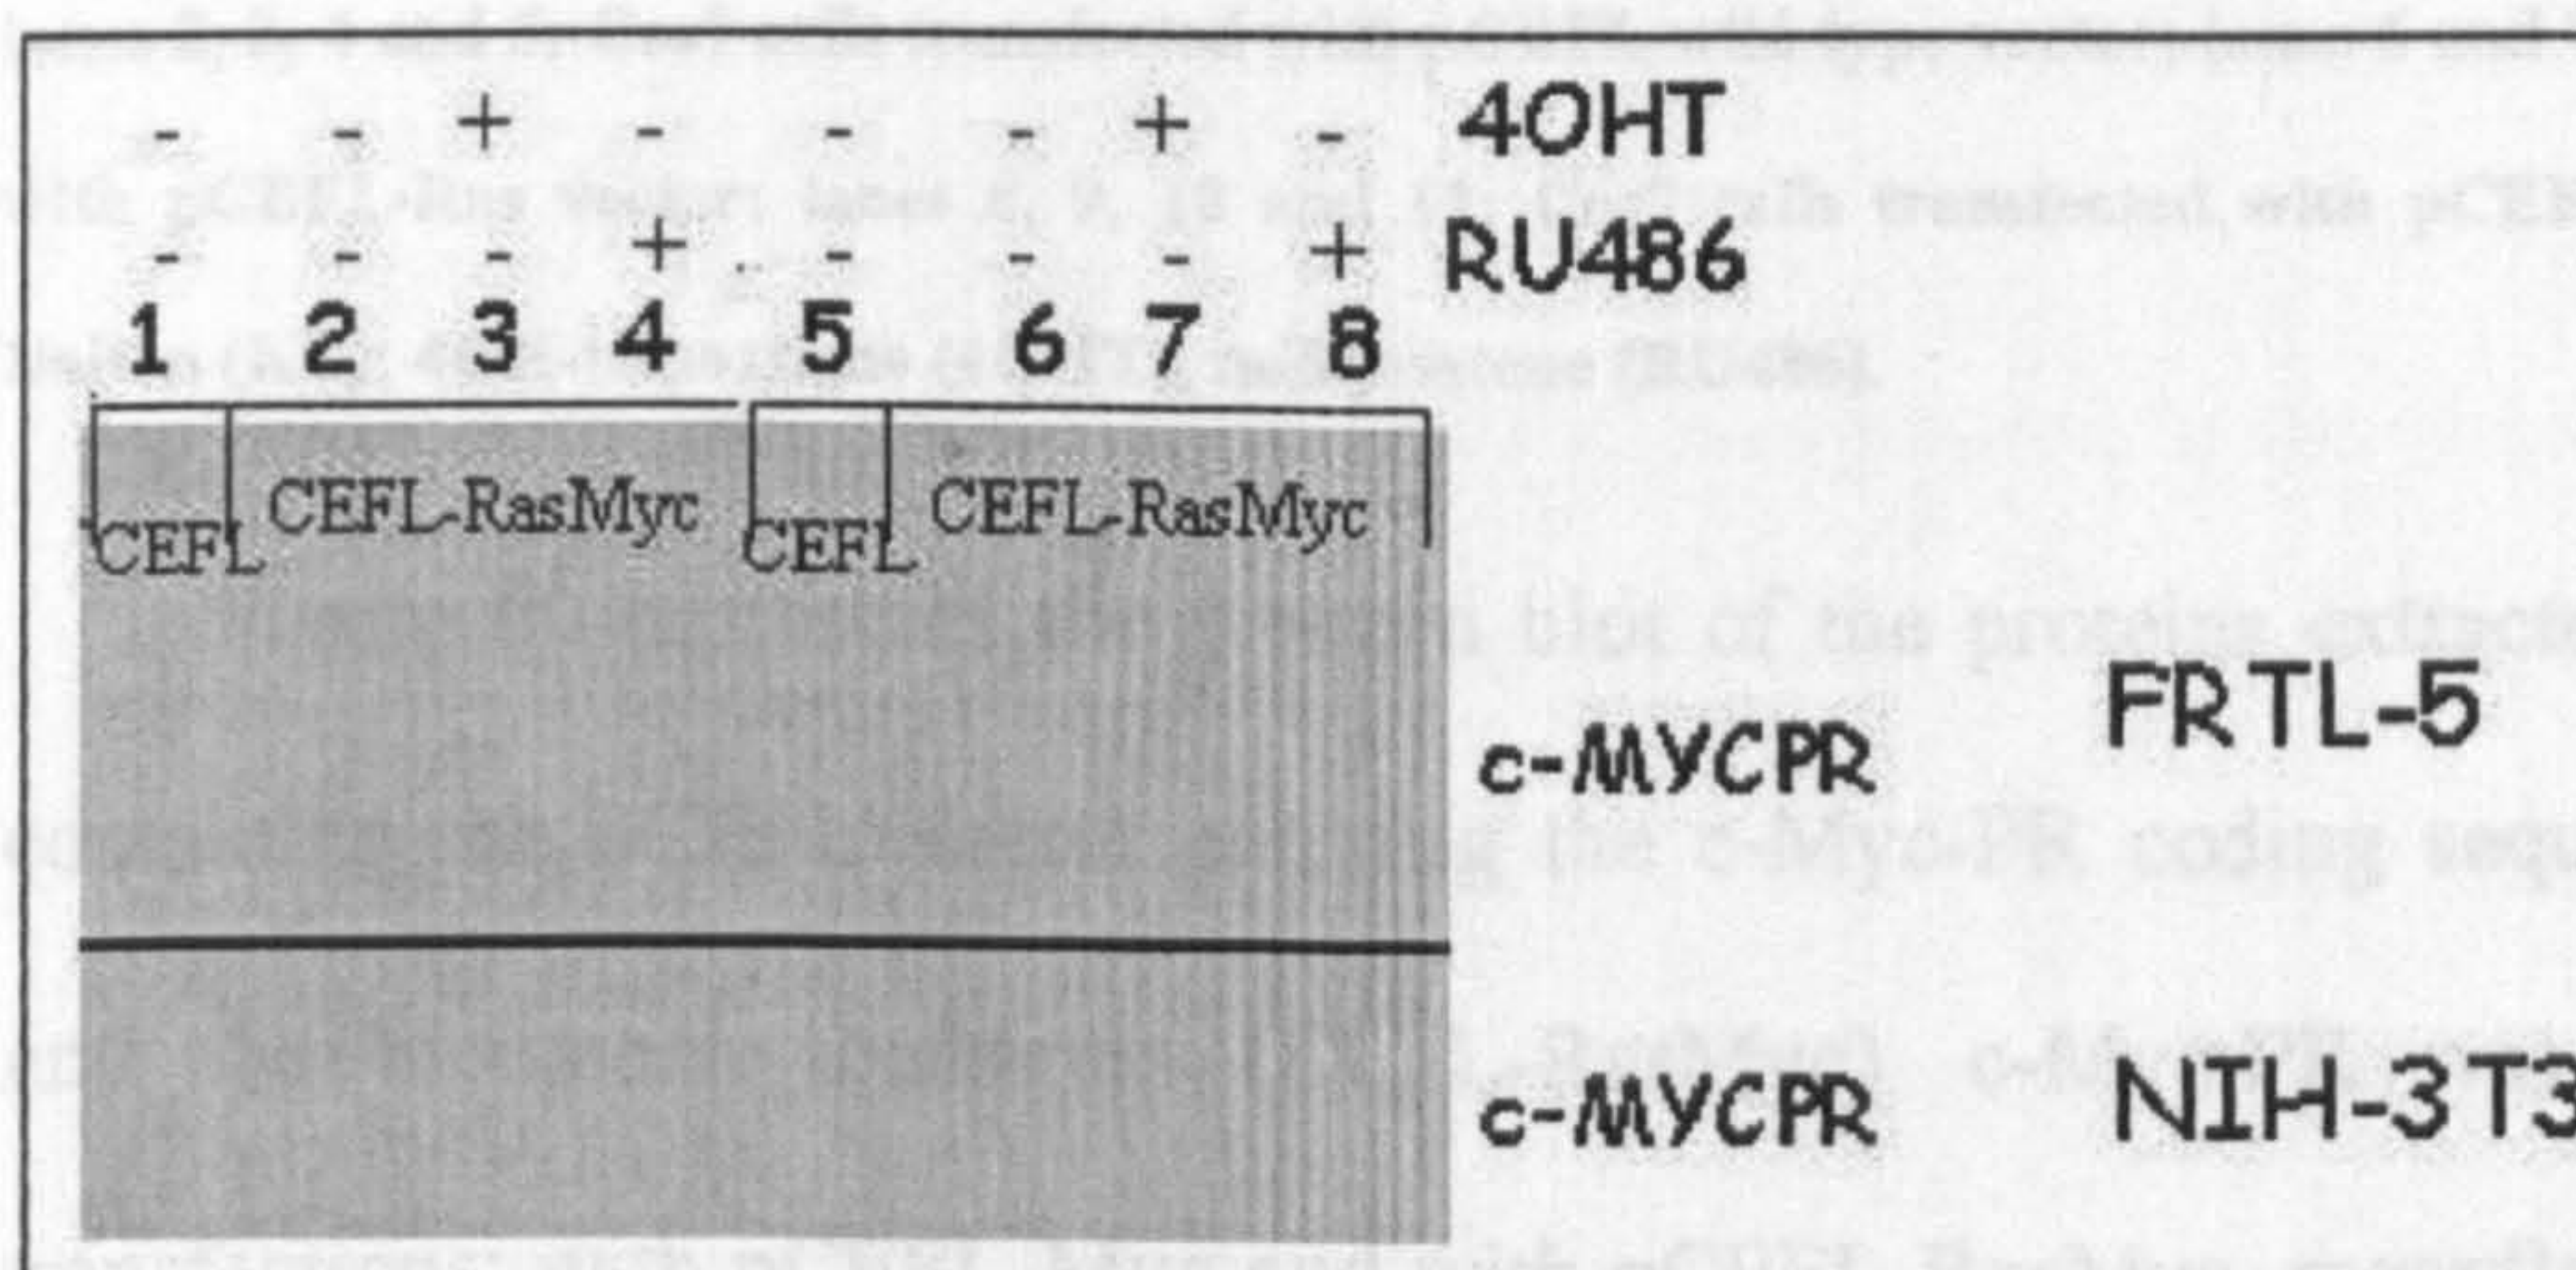 - - + - - - + - 4OHT
- - - + - - - + RU486
1 2 3 4 5 6 7 8
CEFL CEFL-RasMyc CEFL CEFL-RasMyc
c-MYCPR FRTL-5
c-MYCPR NIH-3T3